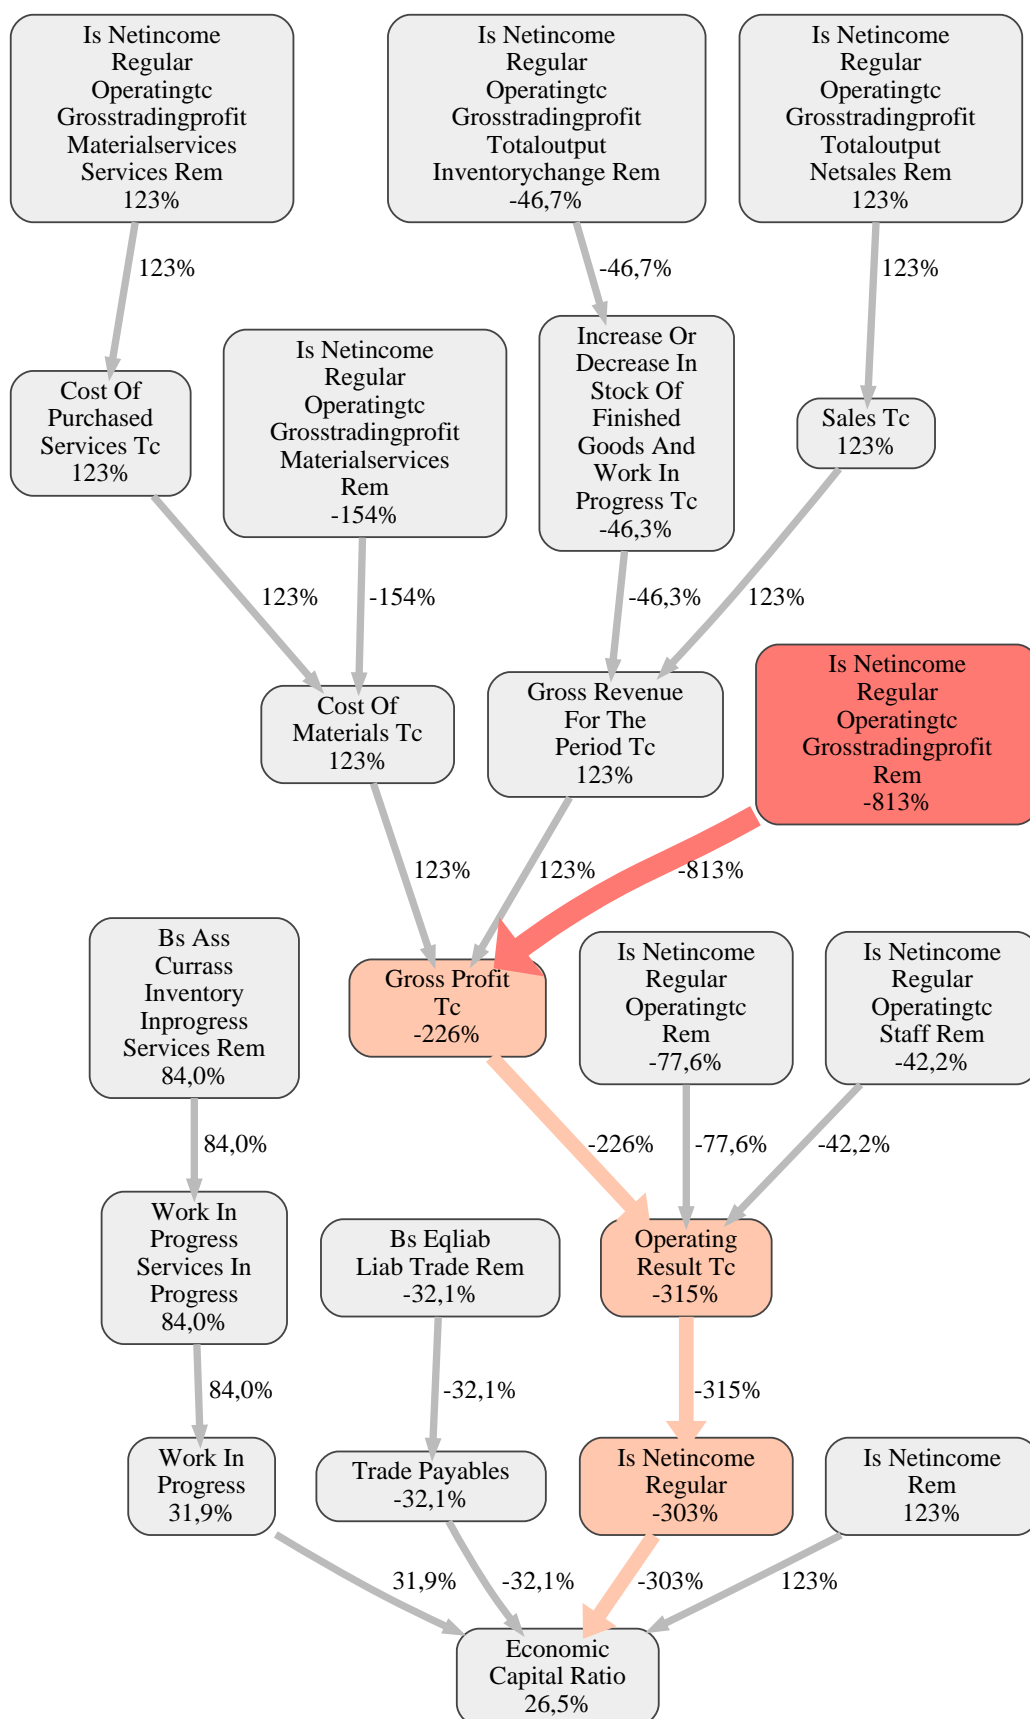 Is Netincome
Regular
Operatingtc
Grosstradingprofit
Materialservices
Services Rem
123%
Is Netincome
Regular
Operatingtc
Grosstradingprofit
Totaloutput
Inventorychange Rem
-46,7%
Is Netincome
Regular
Operatingtc
Grosstradingprofit
Totaloutput
Netsales Rem
123%
123%
-46,7%
123%
Cost Of
Purchased
Services Tc
123%
Is Netincome
Regular
Operatingtc
Grosstradingprofit
Materialservices
Rem
-154%
Increase Or
Decrease In
Stock Of
Finished
Goods And
Work In
Progress Tc
-46,3%
Sales Tc
123%
123%
-154%
-46,3%
123%
Cost Of
Materials Tc
123%
Gross Revenue
For The
Period Tc
123%
Is Netincome
Regular
Operatingtc
Grosstradingprofit
Rem
-813%
123%
123%
-813%
Bs Ass
Currass
Inventory
Inprogress
Services Rem
84,0%
Gross Profit
Tc
-226%
Is Netincome
Regular
Operatingtc
Rem
-77,6%
Is Netincome
Regular
Operatingtc
Staff Rem
-42,2%
84,0%
-226%
-77,6%
-42,2%
Work In
Progress
Services In
Progress
84,0%
Bs Eqliab
Liab Trade Rem
-32,1%
Operating
Result Tc
-315%
84,0%
-32,1%
-315%
Work In
Progress
31,9%
Trade Payables
-32,1%
Is Netincome
Regular
-303%
Is Netincome
Rem
123%
31,9%
-32,1%
-303%
123%
Economic
Capital Ratio
26,5%